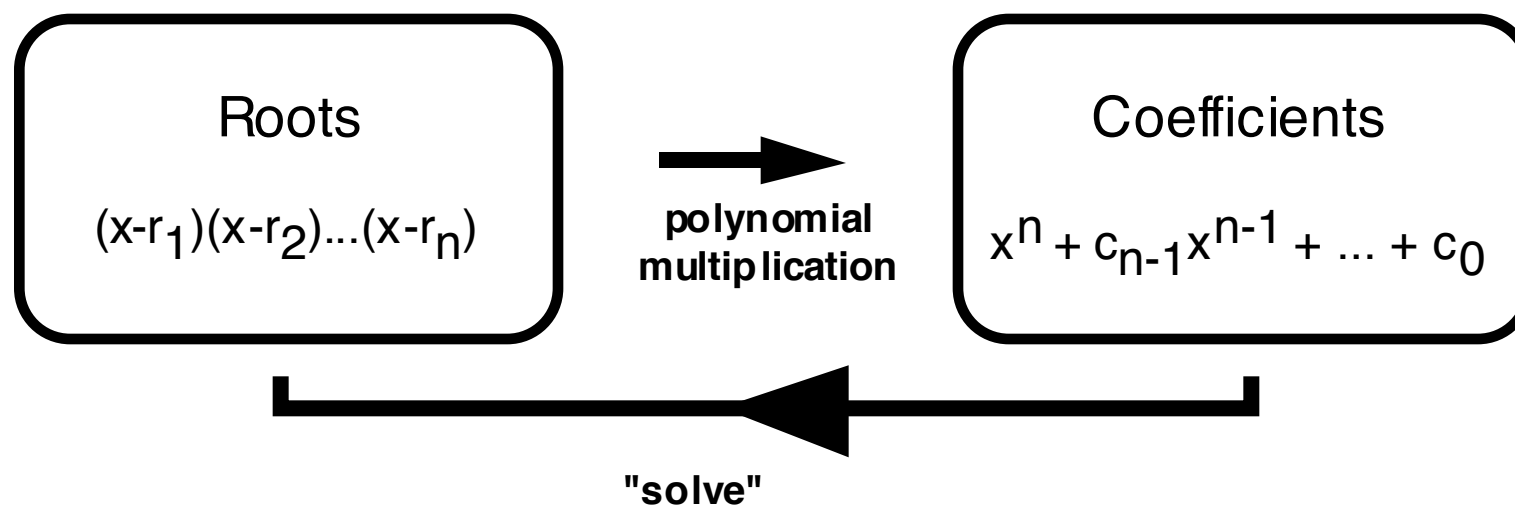 Roots
(x-r₁)(x-r₂)...(x-rₙ)
polynomial
multiplication
Coefficients
xⁿ + cₙ₋₁xⁿ⁻¹ + ... + c₀
"solve"